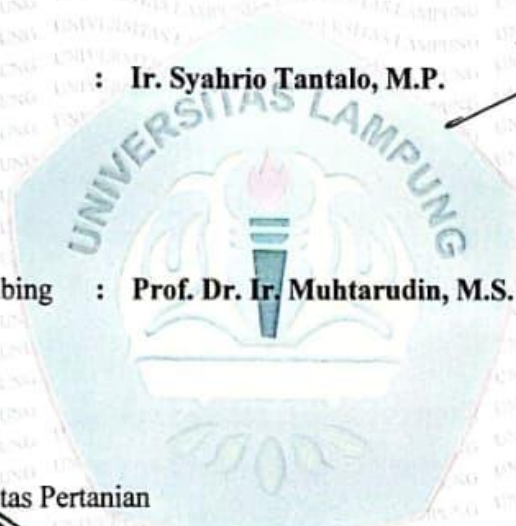 : Ir. Syahrio Tantalo, M.P.
UNIVERSITAS LAMPUNG
bing : Prof. Dr. Ir. Muhtarudin, M.S.
tas Pertanian